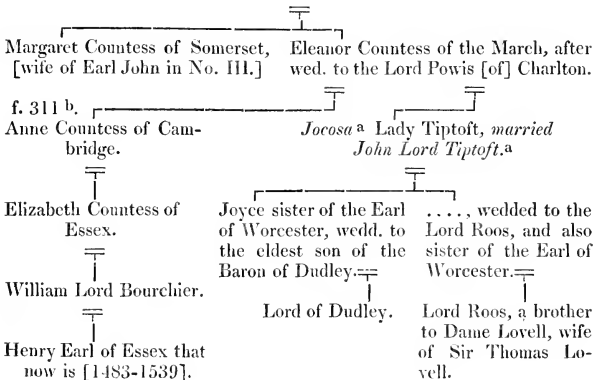 Margaret Countess of Somerset,
[wife of Earl John in No. III.]
Eleanor Countess of the March, after
wed. to the Lord Powis [of] Charlton.
f. 311 b.
Anne Countess of Cam-
bridge.
Jocosa a Lady Tiptoft, married
John Lord Tiptoft.a
Elizabeth Countess of
Essex.
Joyce sister of the Earl
of Worcester, wedd. to
the eldest son of the
Baron of Dudley.
...., wedded to the
Lord Roos, and also
sister of the Earl of
Worcester.
William Lord Bourchier.
Lord of Dudley.
Lord Roos, a brother
to Dame Lovell, wife
of Sir Thomas Lo-
vell.
Henry Earl of Essex that
now is [1483-1539].